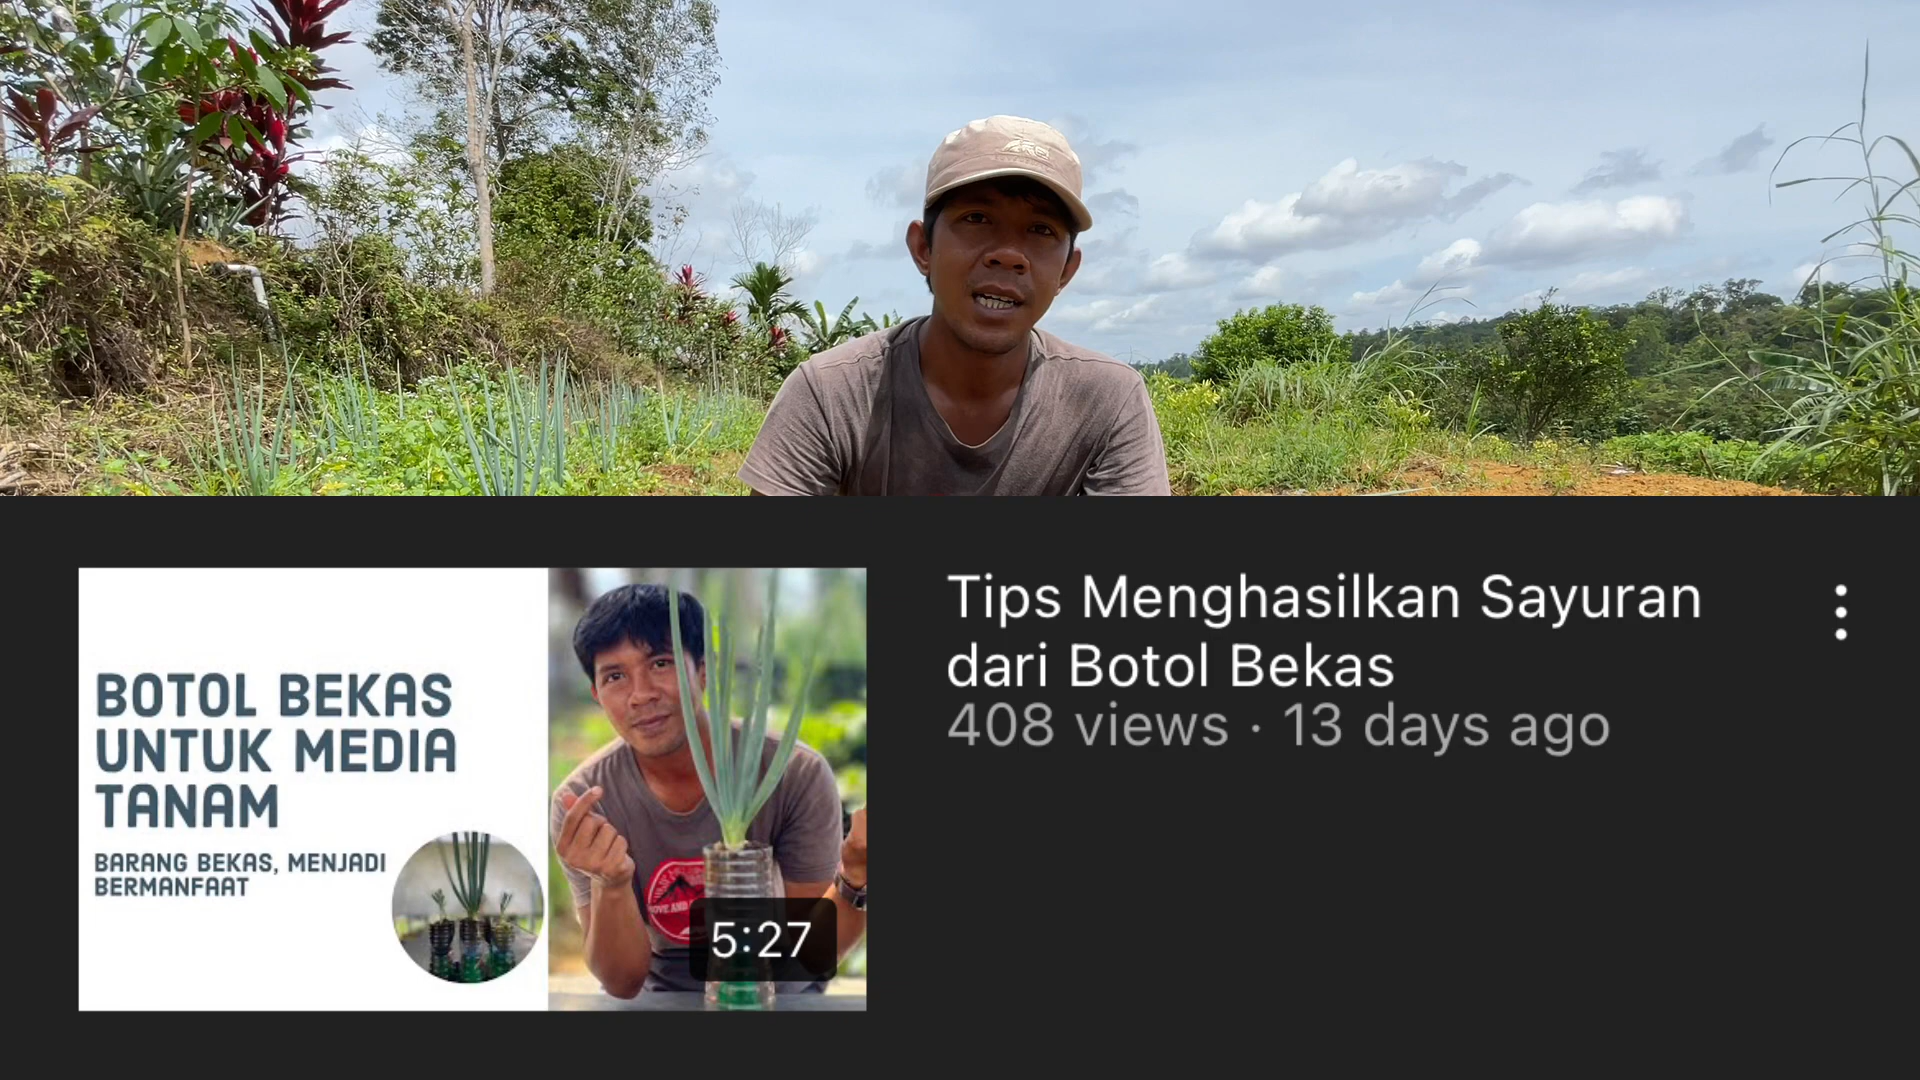 Tips Menghasilkan Sayuran
dari Botol Bekas
408 views · 13 days ago
BOTOL BEKAS
UNTUK MEDIA
TANAM
BARANG BEKAS, MENJADI
BERMANFAAT
5:27